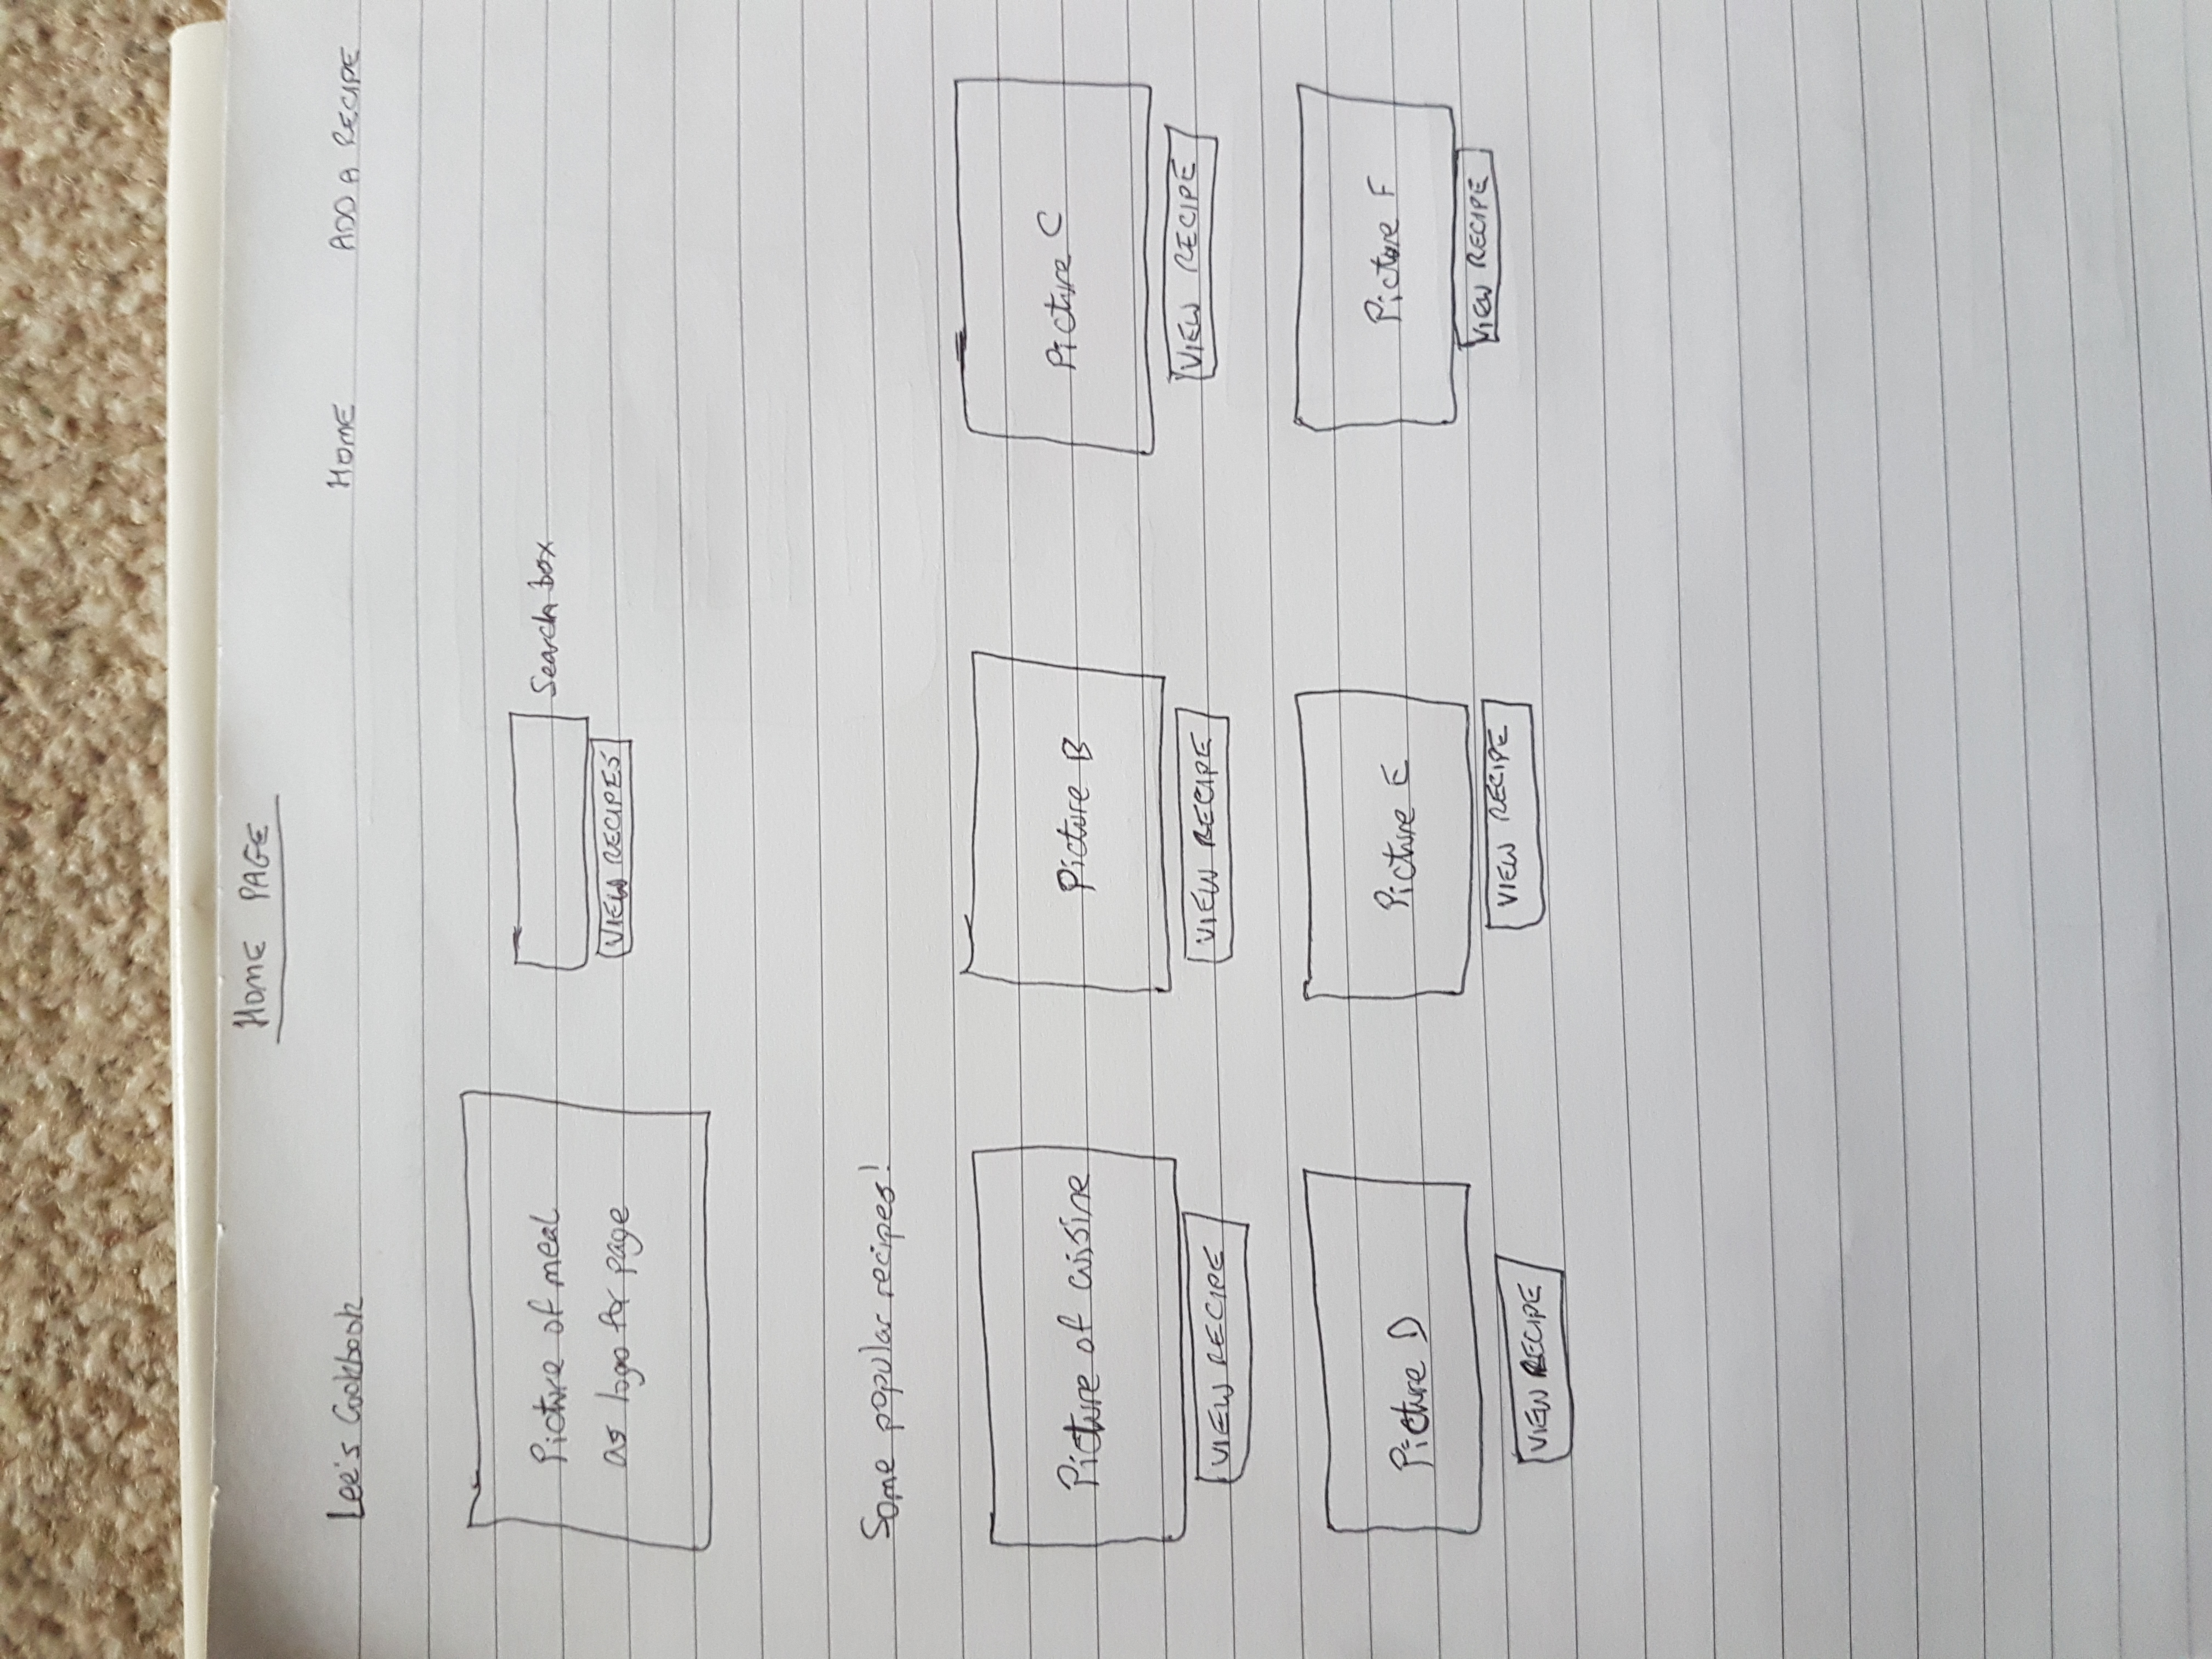 HOME PAGE
Lee's Cookbook HOME ADD A RECIPE
Picture of meal
as logo for page
Search box
VIEW RECIPES
Some popular recipes!
Picture of cuisine Picture B Picture C
VIEW RECIPE VIEW RECIPE VIEW RECIPE
Picture D Picture E Picture F
VIEW RECIPE VIEW RECIPE VIEW RECIPE